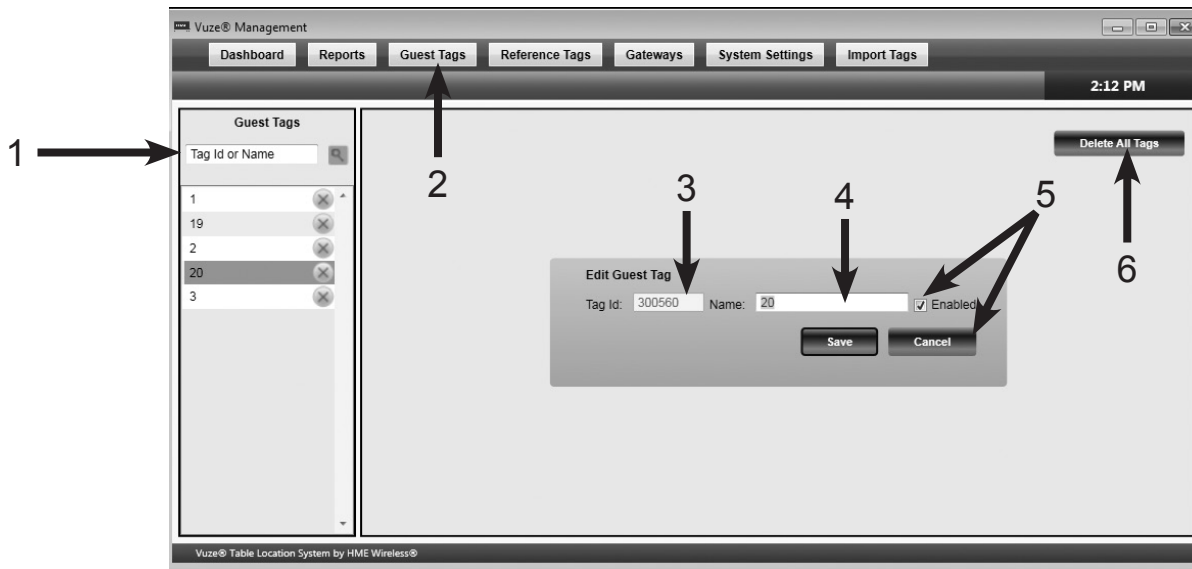 Vuze® Management
Dashboard Reports Guest Tags Reference Tags Gateways System Settings Import Tags
2:12 PM
Guest Tags
Tag Id or Name
Delete All Tags
1
2
3
4
5
6
1
19
2
20
3
Edit Guest Tag
Tag Id: 300560 Name: 20 Enabled
Save Cancel
Vuze® Table Location System by HME Wireless®